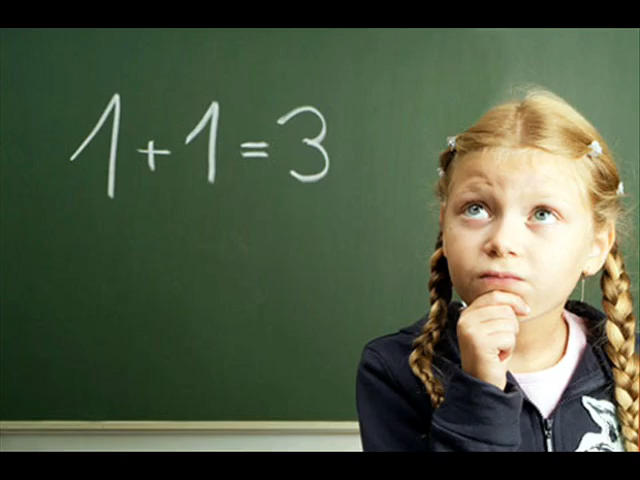 1 + 1 = 3